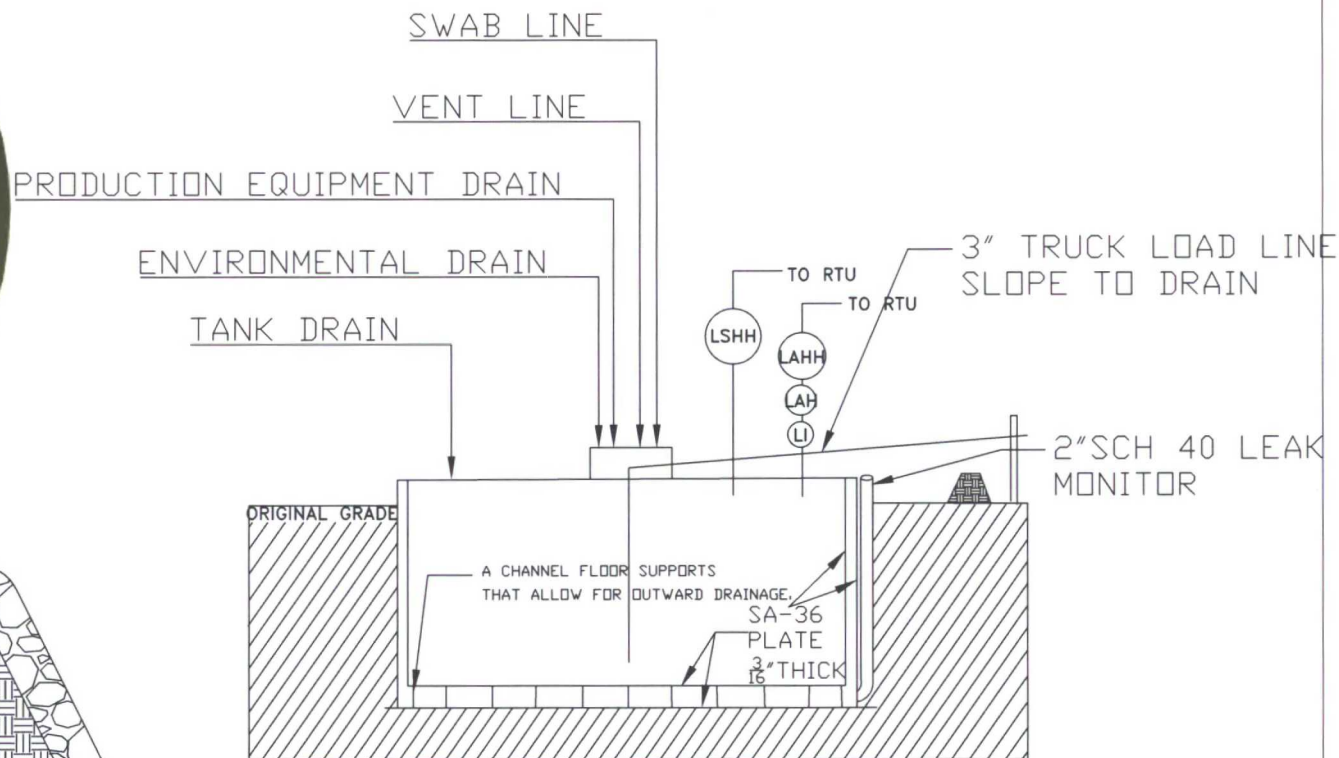 SWAB LINE
VENT LINE
PRODUCTION EQUIPMENT DRAIN
ENVIRONMENTAL DRAIN
TANK DRAIN
3" TRUCK LOAD LINE
SLOPE TO DRAIN
TO RTU
TO RTU
LSHH
LAHH
LAH
LI
2"SCH 40 LEAK
MONITOR
ORIGINAL GRADE
A CHANNEL FLOOR SUPPORTS
THAT ALLOW FOR OUTWARD DRAINAGE.
SA-36
PLATE
3/16"THICK